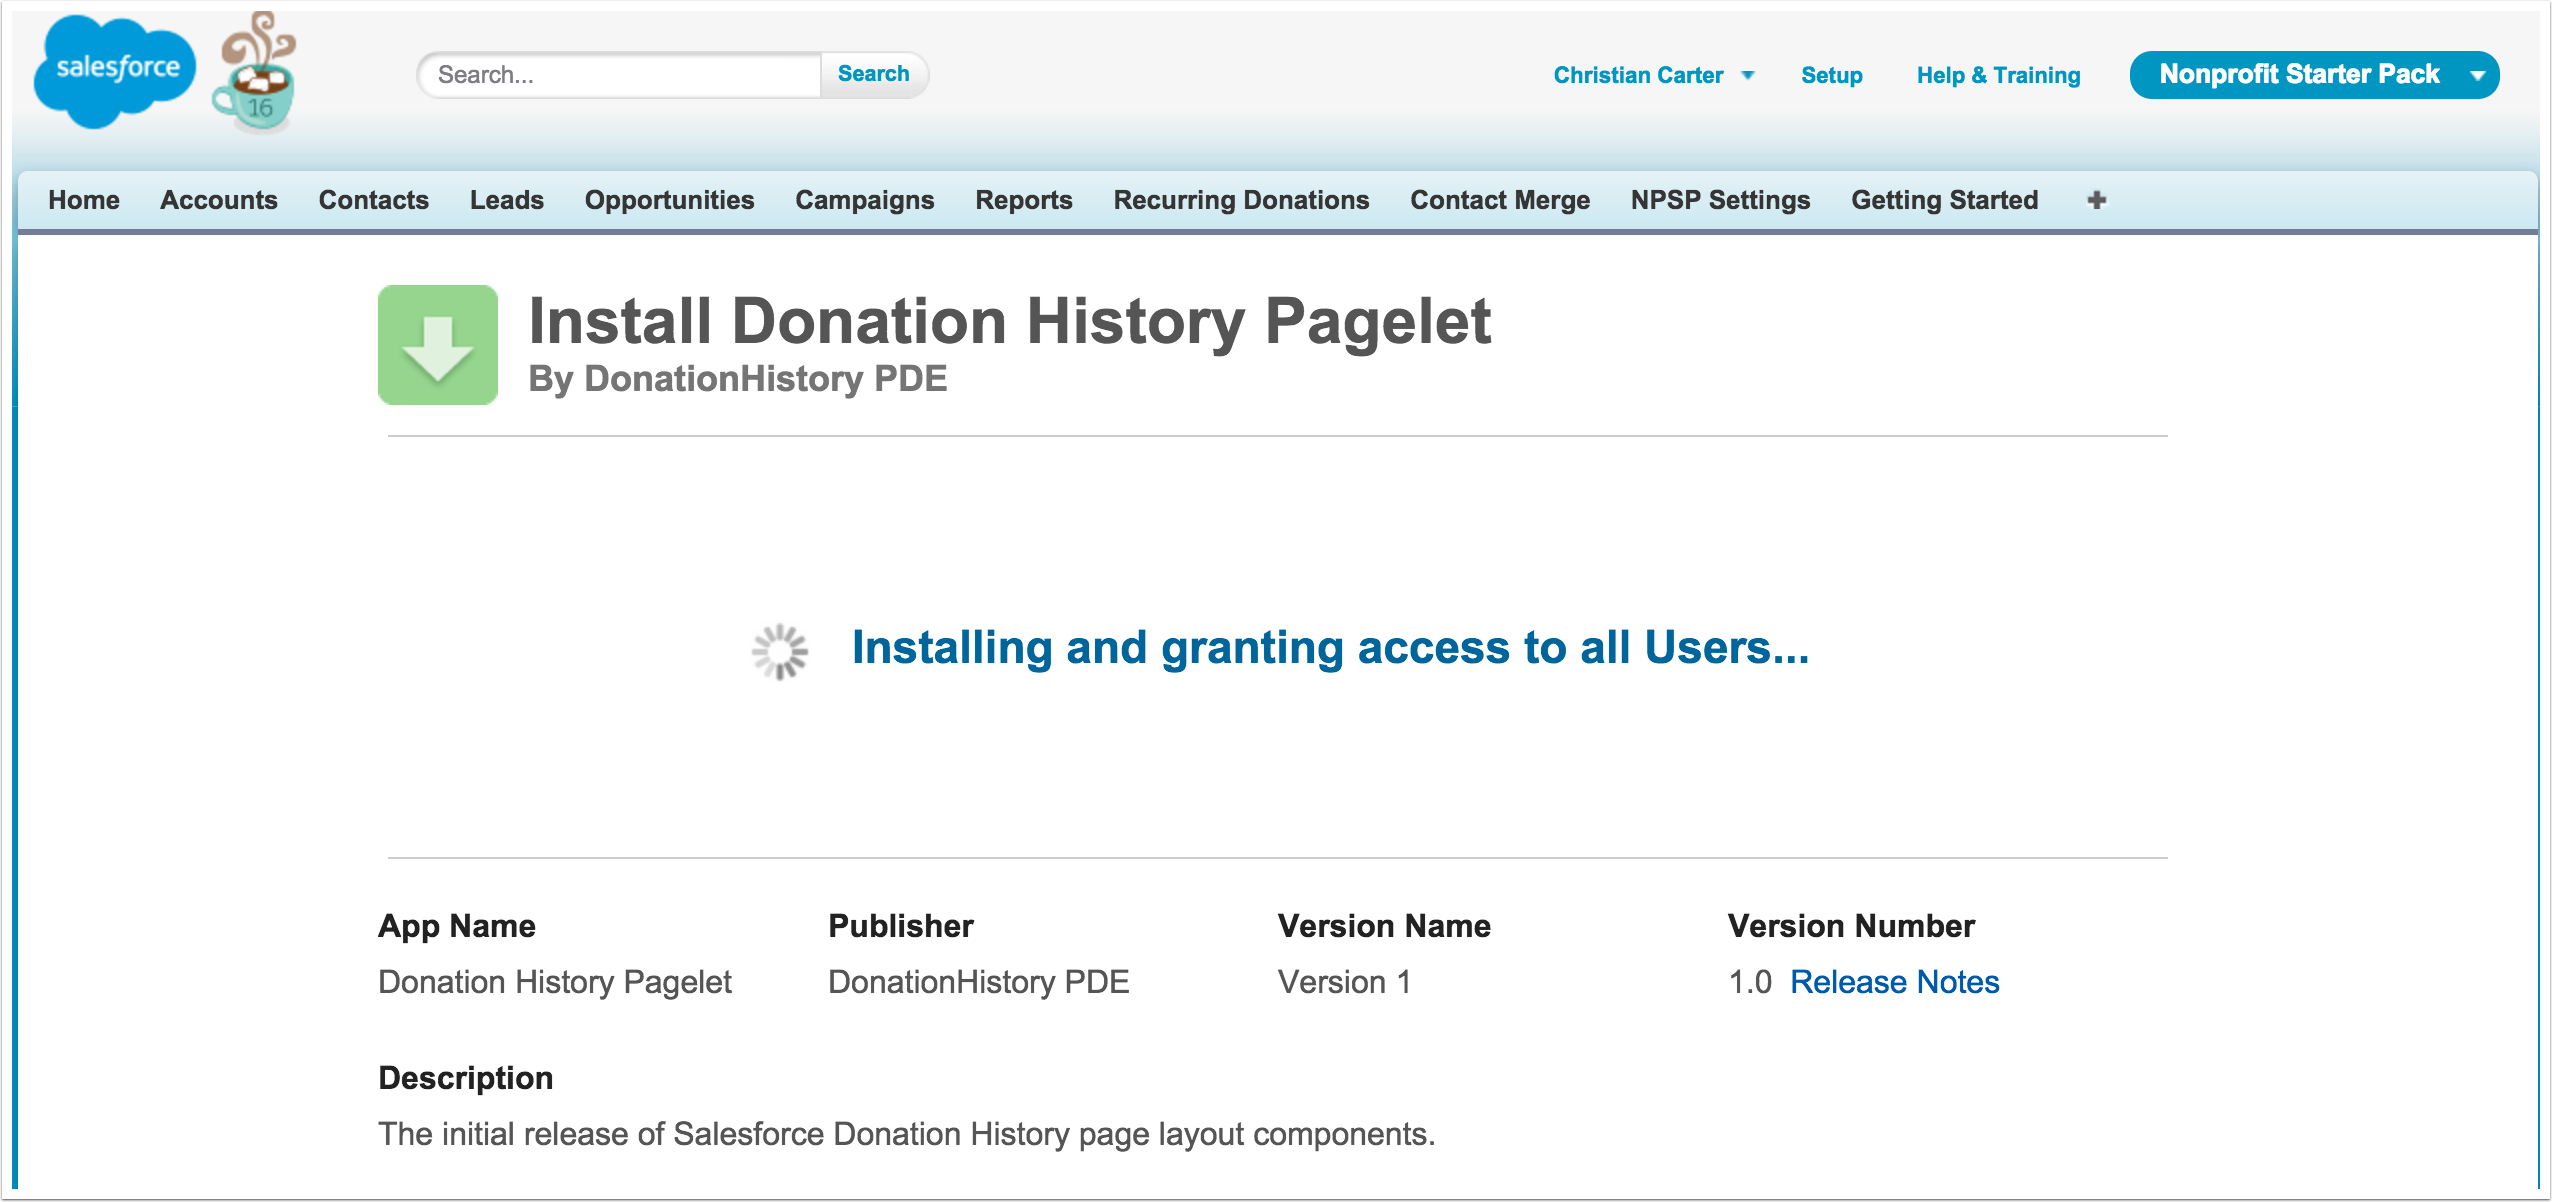 salesforce
16
Search...
Search
Christian Carter
Setup
Help & Training
Nonprofit Starter Pack
Home
Accounts
Contacts
Leads
Opportunities
Campaigns
Reports
Recurring Donations
Contact Merge
NPSP Settings
Getting Started
Install Donation History Pagelet
By DonationHistory PDE
Installing and granting access to all Users...
App Name
Donation History Pagelet
Publisher
DonationHistory PDE
Version Name
Version 1
Version Number
1.0 Release Notes
Description
The initial release of Salesforce Donation History page layout components.